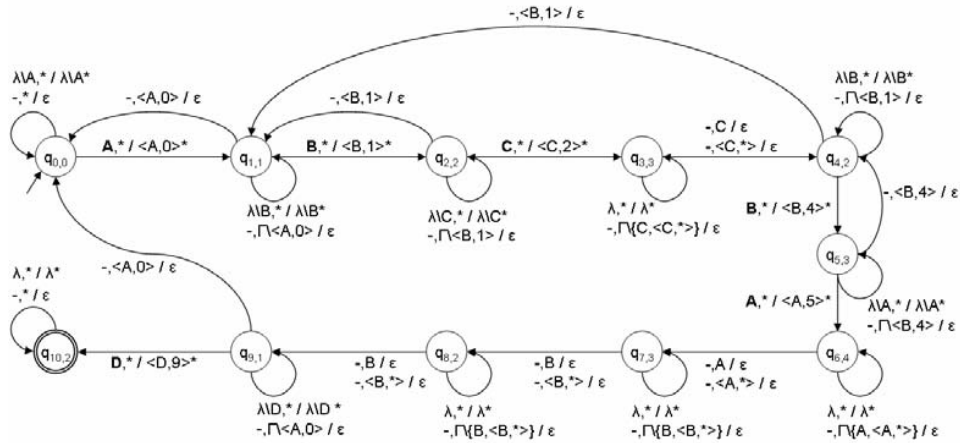 -,<B,1> / ε
λ\A,* / λ\A*
-,* / ε
-,<A,0> / ε
-,<B,1> / ε
λ\B,* / λ\B*
-,Γ\<B,1> / ε
q0,0
A,* / <A,0>*
q1,1
B,* / <B,1>*
q2,2
C,* / <C,2>*
q3,3
-,C / ε
-,<C,*> / ε
q4,2
λ\B,* / λ\B*
-,Γ\<A,0> / ε
λ\C,* / λ\C*
-,Γ\<B,1> / ε
λ,* / λ*
-,Γ\{C,<C,*>} / ε
B,* / <B,4>*
-,<B,4> / ε
q5,3
-,<A,0> / ε
λ,* / λ*
-,* / ε
A,* / <A,5>*
λ\A,* / λ\A*
-,Γ\<B,4> / ε
q10,2
D,* / <D,9>*
q9,1
-,B / ε
-,<B,*> / ε
q8,2
-,B / ε
-,<B,*> / ε
q7,3
-,A / ε
-,<A,*> / ε
q6,4
λ\D,* / λ\D *
-,Γ\<A,0> / ε
λ,* / λ*
-,Γ\{B,<B,*>} / ε
λ,* / λ*
-,Γ\{B,<B,*>} / ε
λ,* / λ*
-,Γ\{A,<A,*>} / ε